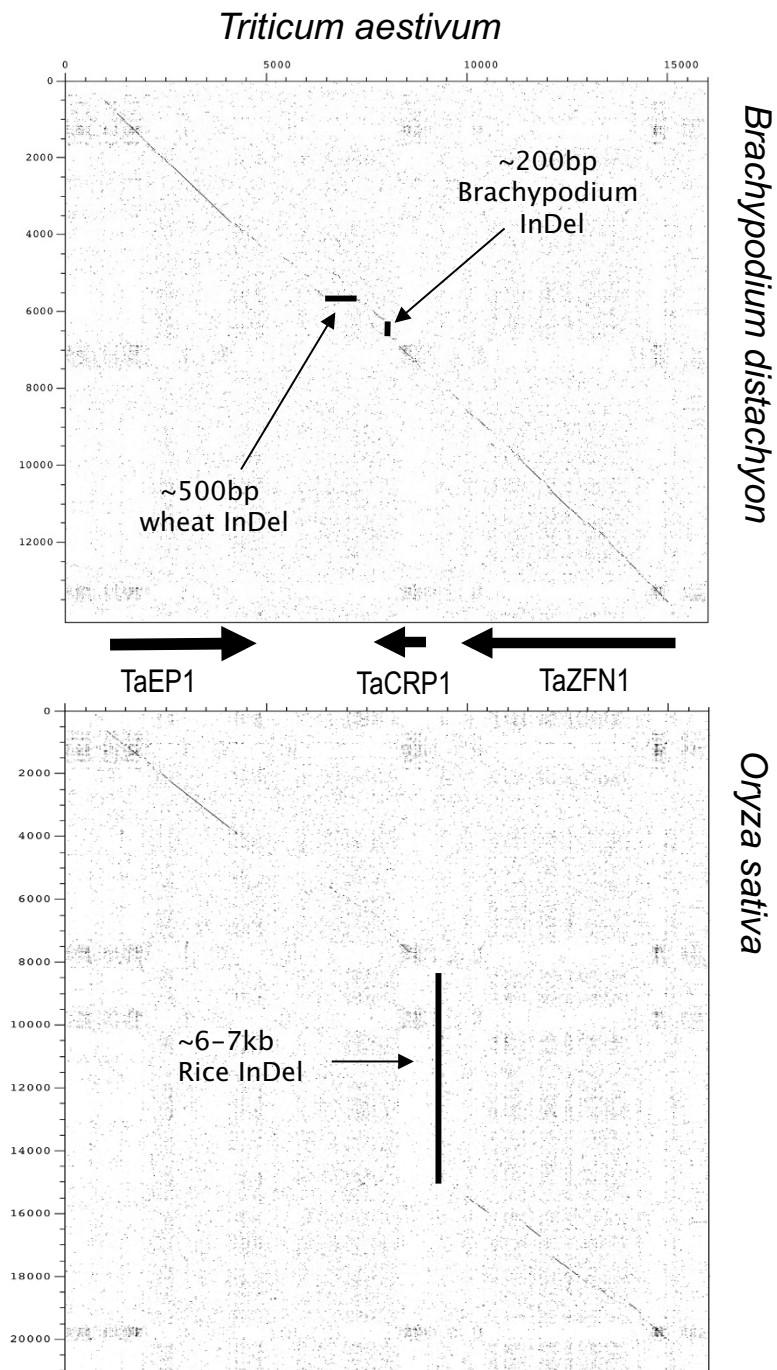 Triticum aestivum
0 5000 10000 15000
0
2000
4000
6000
8000
10000
12000
~200bp
Brachypodium
InDel
~500bp
wheat InDel
Brachypodium distachyon
TaEP1 TaCRP1 TaZFN1
0
2000
4000
6000
8000
10000
12000
14000
16000
18000
20000
~6-7kb
Rice InDel
Oryza sativa